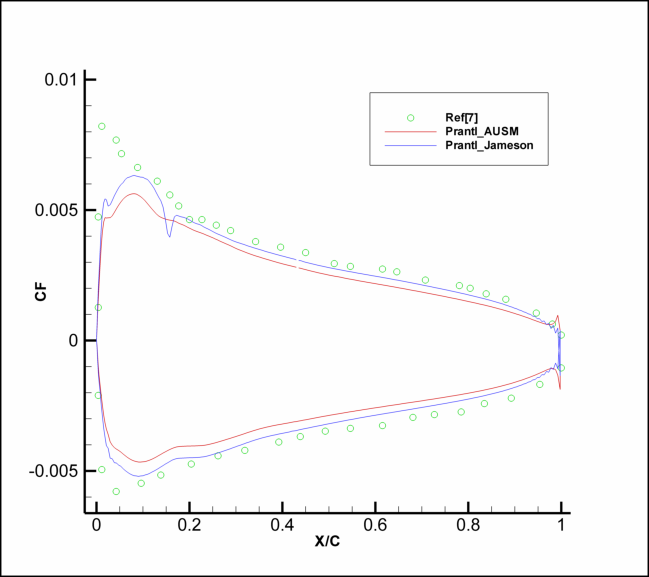 0.01
Ref[7]
Prantl_AUSM
Prantl_Jameson
0.005
CF
0
-0.005
0 0.2 0.4 0.6 0.8 1
X/C